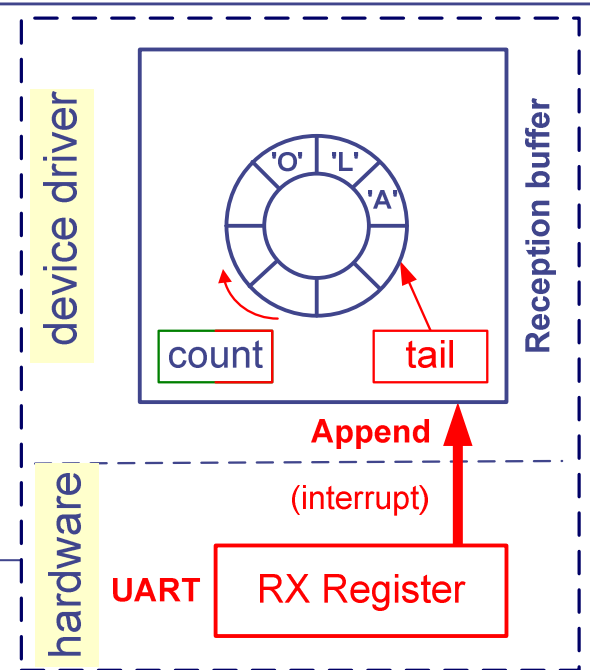 device driver
Reception buffer
'O'
'L'
'A'
count
tail
Append
(interrupt)
hardware
UART
RX Register